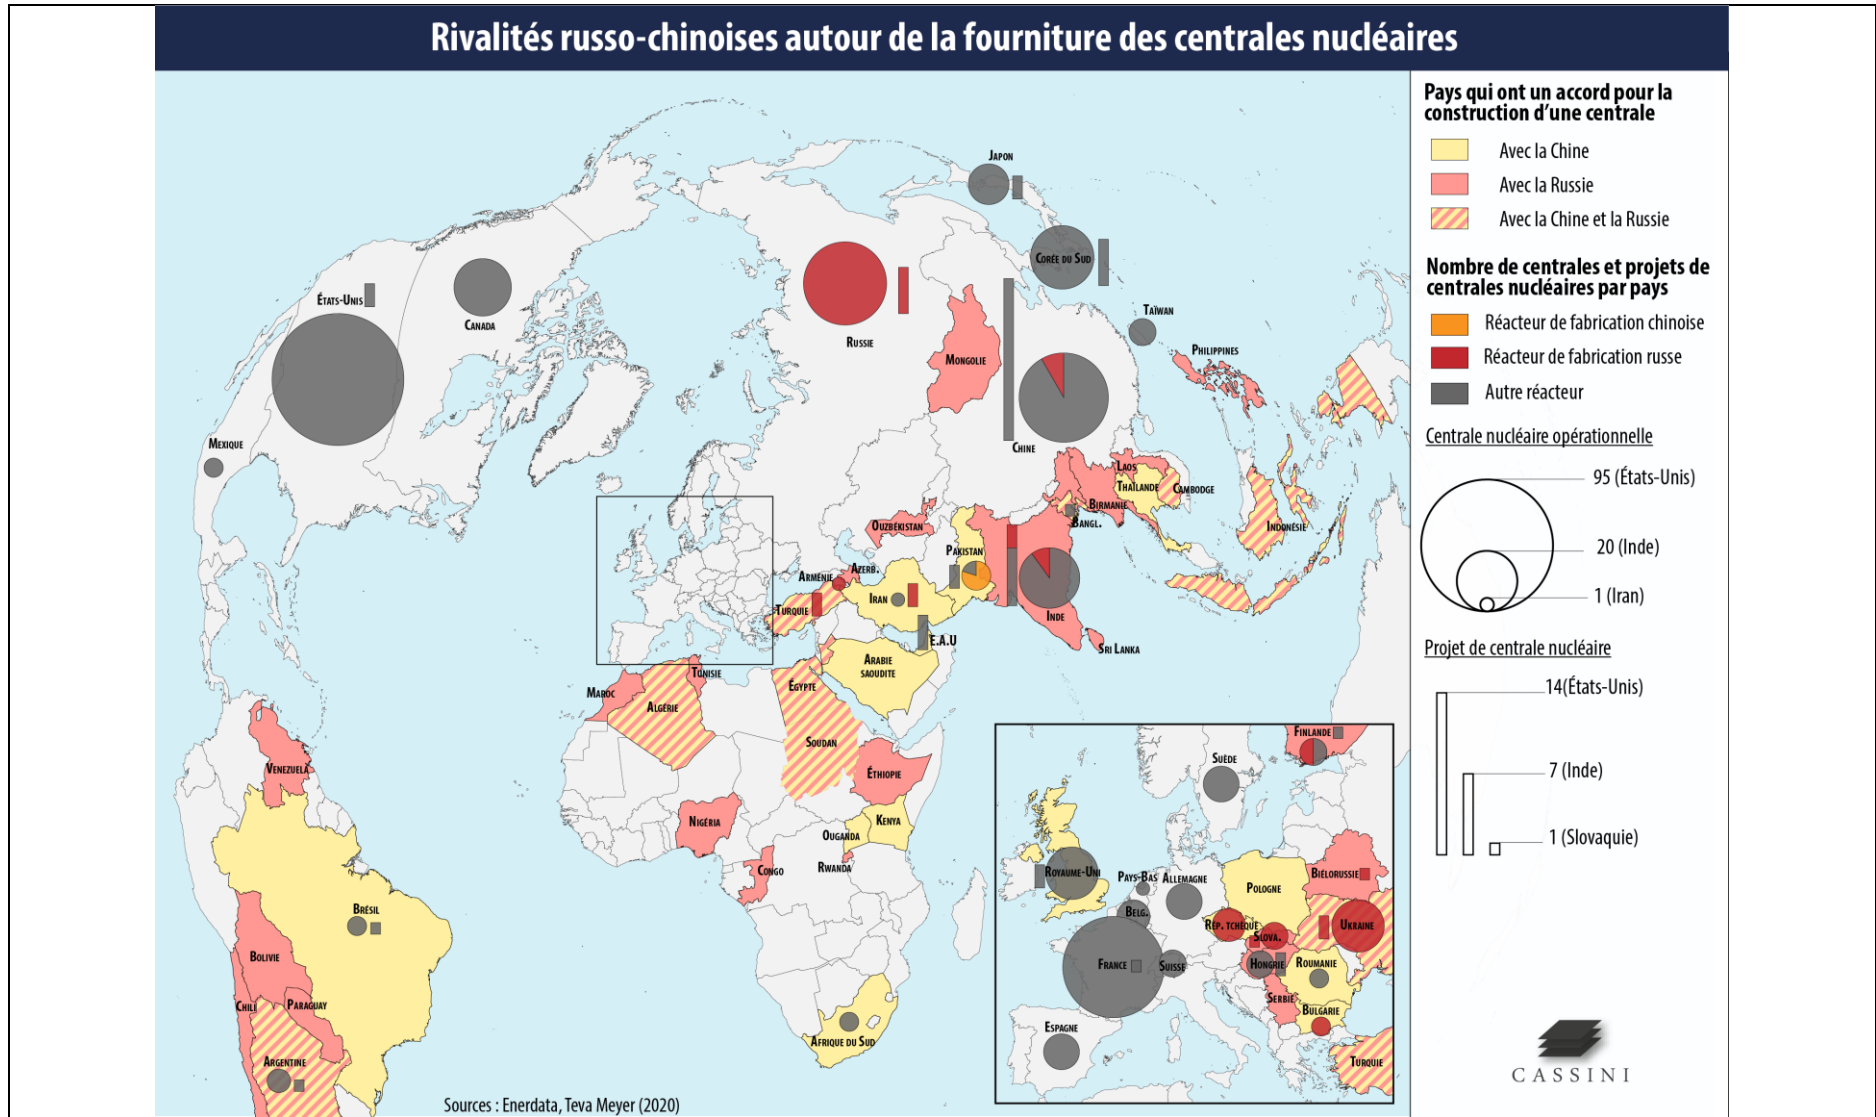 Rivalités russo-chinoises autour de la fourniture des centrales nucléaires
Pays qui ont un accord pour la
construction d'une centrale
Avec la Chine
Avec la Russie
Avec la Chine et la Russie
Nombre de centrales et projets de
centrales nucléaires par pays
Réacteur de fabrication chinoise
Réacteur de fabrication russe
Autre réacteur
Centrale nucléaire opérationnelle
95 (États-Unis)
20 (Inde)
1 (Iran)
Projet de centrale nucléaire
14(États-Unis)
7 (Inde)
1 (Slovaquie)
CASSINI
JAPON
CORÉE DU SUD
ÉTATS-UNIS
CANADA
RUSSIE
TAÏWAN
MONGOLIE
PHILIPPINES
MEXIQUE
CHINE
LAOS
THAÏLANDE
CAMBODGE
BIRMANIE
BANGL.
INDONÉSIE
OUZBÉKISTAN
PAKISTAN
AZERB.
ARMÉNIE
IRAN
TURQUIE
INDE
E.A.U
SRI LANKA
ARABIE
SAOUDITE
TUNISIE
MAROC
ÉGYPTE
ALGÉRIE
SOUDAN
ÉTHIOPIE
VENEZUELA
NIGÉRIA
OUGANDA
KENYA
RWANDA
CONGO
BRÉSIL
BOLIVIE
CHILI
PARAGUAY
ARGENTINE
AFRIQUE DU SUD
FINLANDE
SUÈDE
ROYAUME-UNI
PAYS-BAS
ALLEMAGNE
POLOGNE
BIÉLORUSSIE
BELG.
RÉP. TCHÈQUE
UKRAINE
SLOVA.
FRANCE
SUISSE
HONGRIE
ROUMANIE
SERBIE
BULGARIE
ESPAGNE
TURQUIE
Sources : Enerdata, Teva Meyer (2020)